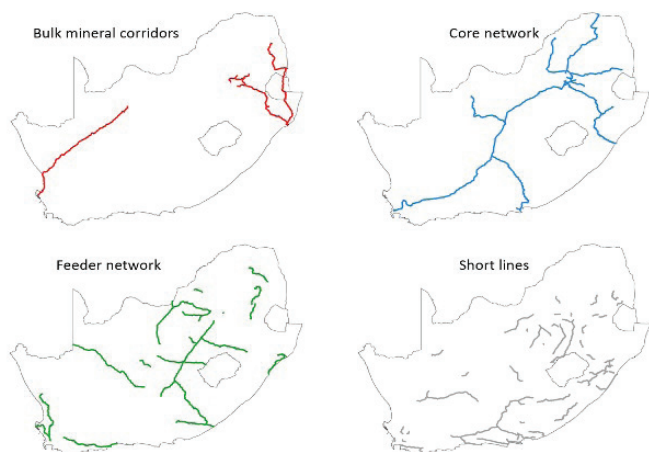 Bulk mineral corridors
Core network
Feeder network
Short lines